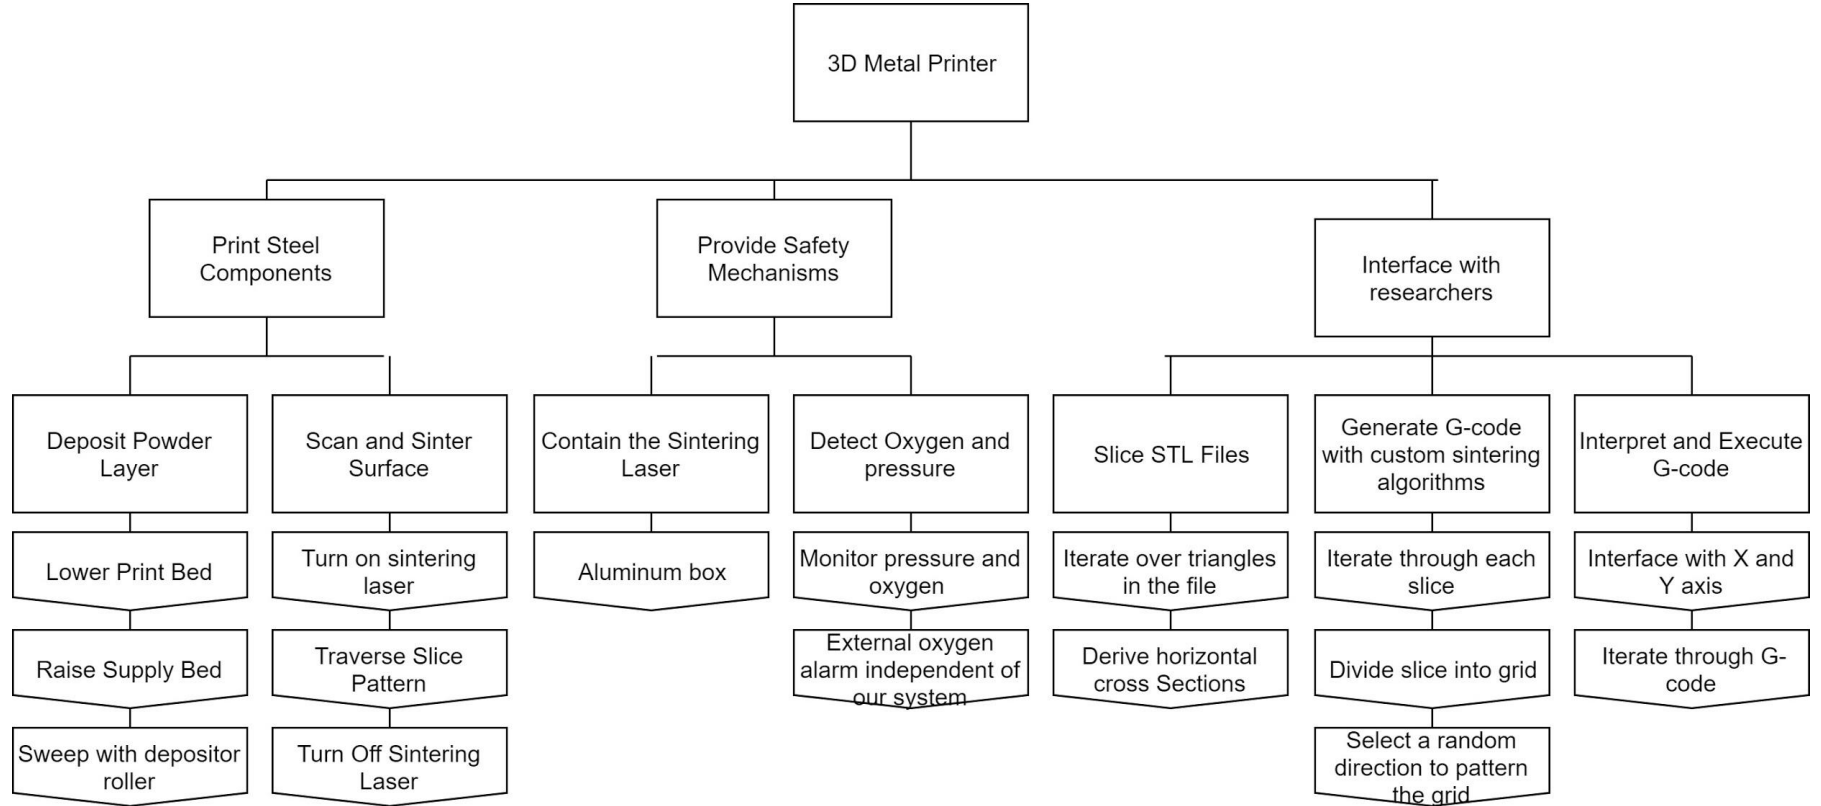 3D Metal Printer
Print Steel
Components
Provide Safety
Mechanisms
Interface with
researchers
Deposit Powder
Layer
Scan and Sinter
Surface
Contain the Sintering
Laser
Detect Oxygen and
pressure
Slice STL Files
Generate G-code
with custom sintering
algorithms
Interpret and Execute
G-code
Lower Print Bed
Turn on sintering
laser
Aluminum box
Monitor pressure and
oxygen
Iterate over triangles
in the file
Iterate through each
slice
Interface with X and
Y axis
Raise Supply Bed
Traverse Slice
Pattern
External oxygen
alarm independent of
our system
Derive horizontal
cross Sections
Divide slice into grid
Iterate through G-
code
Sweep with depositor
roller
Turn Off Sintering
Laser
Select a random
direction to pattern
the grid